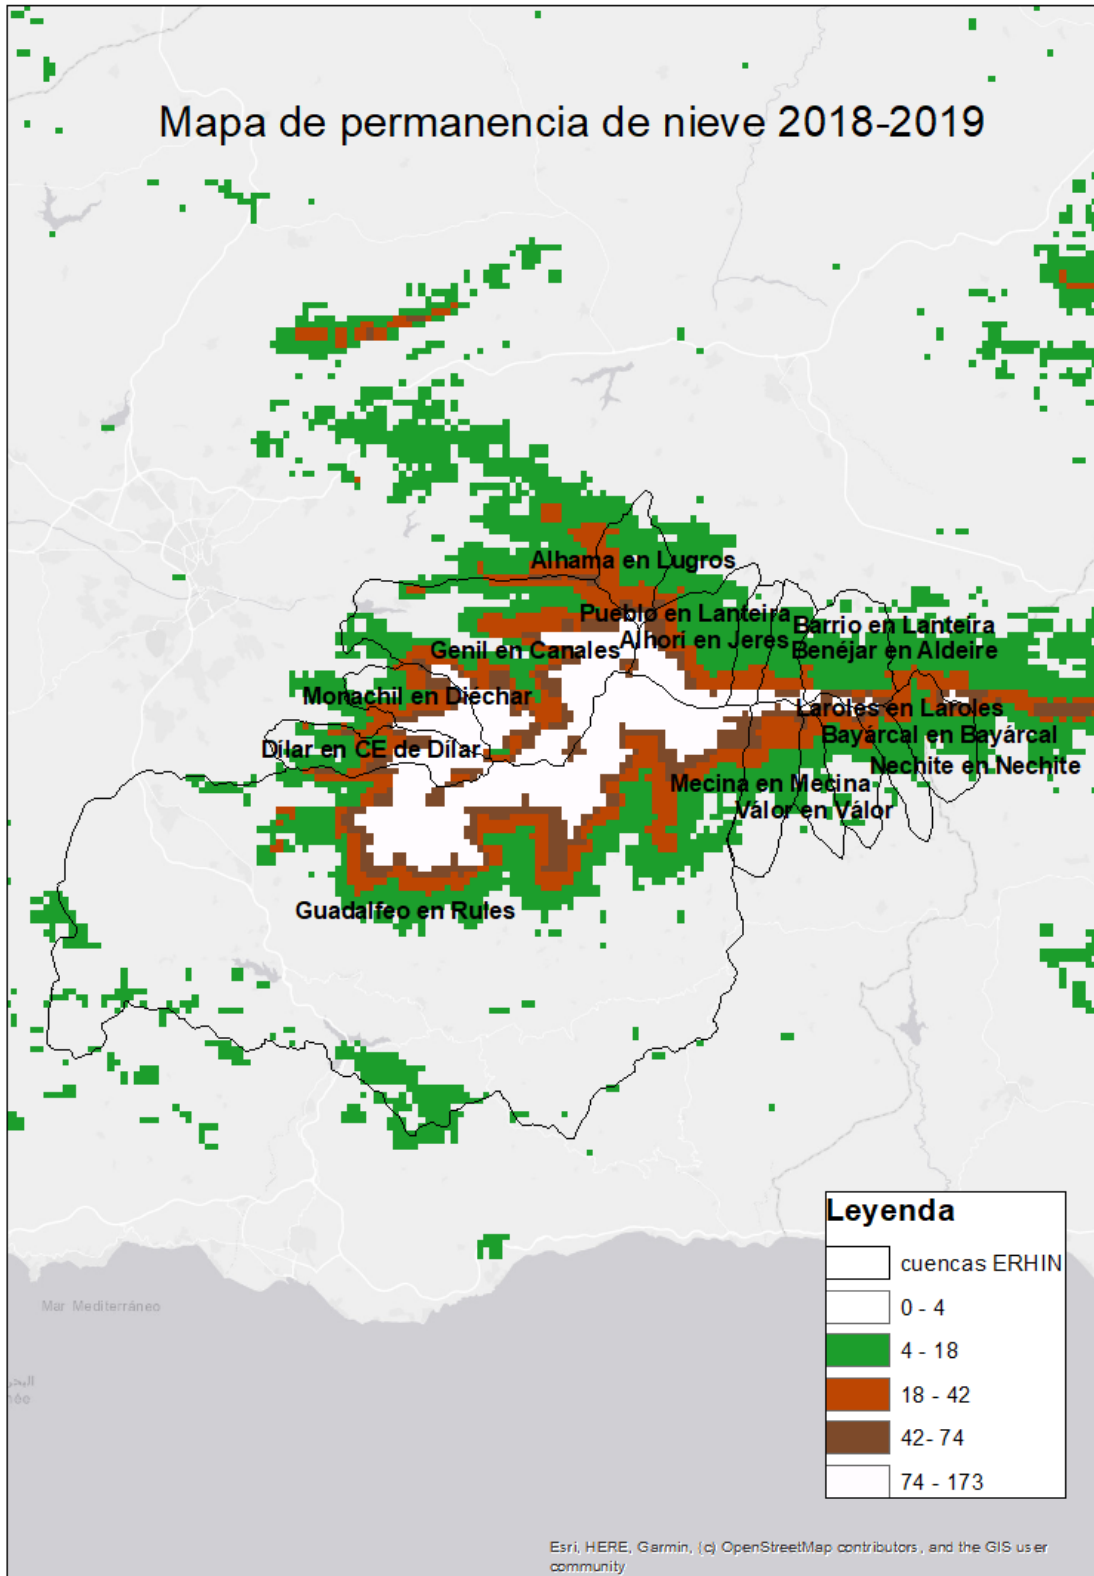 Mapa de permanencia de nieve 2018-2019
Alhama en Lugros
Pueblo en Lanteira
Barrio en Lanteira
Alhorí en Jeres
Genil en Canales
Benéjar en Aldeire
Monachil en Diéchar
Laroles en Laroles
Bayárcal en Bayárcal
Dílar en CE de Dílar
Nechite en Nechite
Mecina en Mecina
Válor en Válor
Guadalfeo en Rules
Leyenda
cuencas ERHIN
0 - 4
4 - 18
18 - 42
42- 74
74 - 173
Mar Mediterráneo
Esri, HERE, Garmin, (c) OpenStreetMap contributors, and the GIS user
community